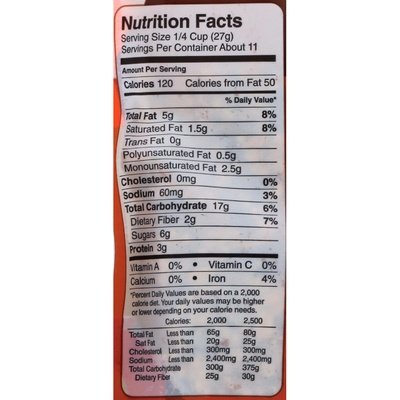 Nutrition Facts
Serving Size 1/4 Cup (27g)
Servings Per Container About 11
Amount Per Serving
Calories 120 Calories from Fat 50
% Daily Value*
Total Fat 5g 8%
Saturated Fat 1.5g 8%
Trans Fat 0g
Polyunsaturated Fat 0.5g
Monounsaturated Fat 2.5g
Cholesterol 0mg 0%
Sodium 60mg 3%
Total Carbohydrate 17g 6%
Dietary Fiber 2g 7%
Sugars 6g
Protein 3g
Vitamin A 0% • Vitamin C 0%
Calcium 0% • Iron 4%
*Percent Daily Values are based on a 2,000
calorie diet. Your daily values may be higher
or lower depending on your calorie needs.
Calories: 2,000 2,500
Total Fat Less than 65g 80g
Sat Fat Less than 20g 25g
Cholesterol Less than 300mg 300mg
Sodium Less than 2,400mg 2,400mg
Total Carbohydrate 300g 375g
Dietary Fiber 25g 30g